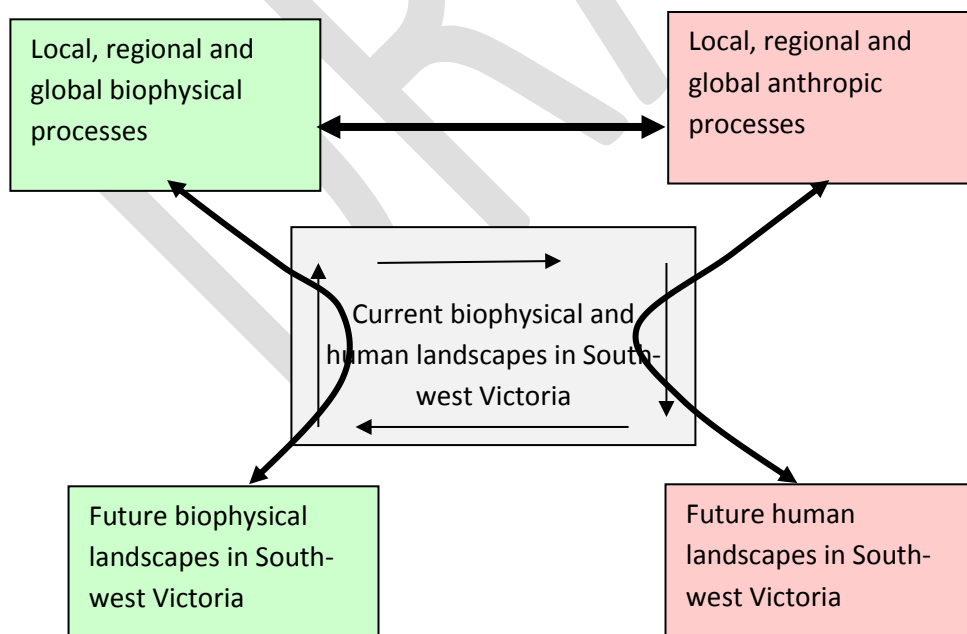 Local, regional and
global biophysical
processes
Local, regional and
global anthropic
processes
Current biophysical and
human landscapes in South-
west Victoria
Future biophysical
landscapes in South-
west Victoria
Future human
landscapes in South-
west Victoria